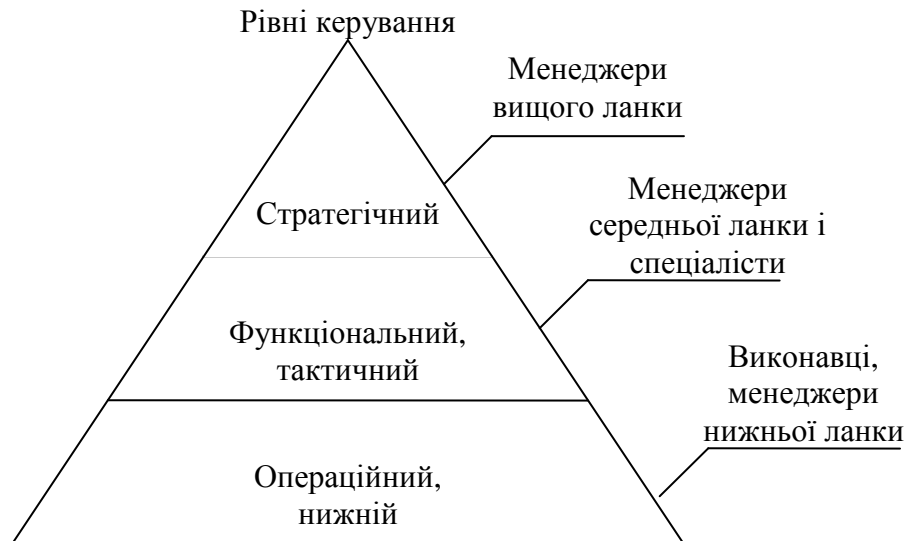 Рівні керування
Менеджери
вищого ланки
Стратегічний
Менеджери
середньої ланки і
спеціалісти
Функціональний,
тактичний
Виконавці,
менеджери
нижньої ланки
Операційний,
нижній